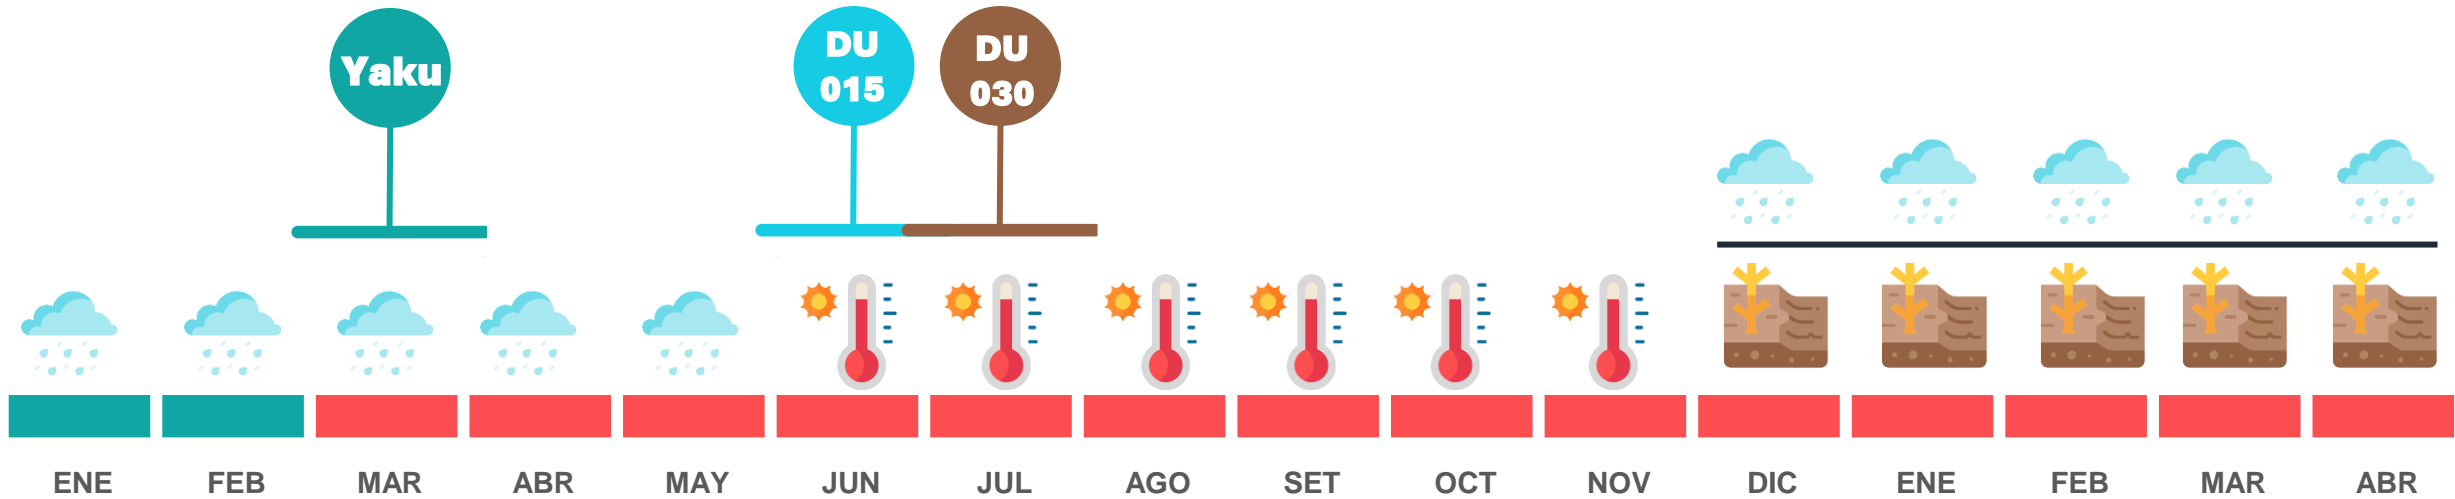 Yaku
DU
015
DU
030
ENE FEB MAR ABR MAY JUN JUL AGO SET OCT NOV DIC ENE FEB MAR ABR